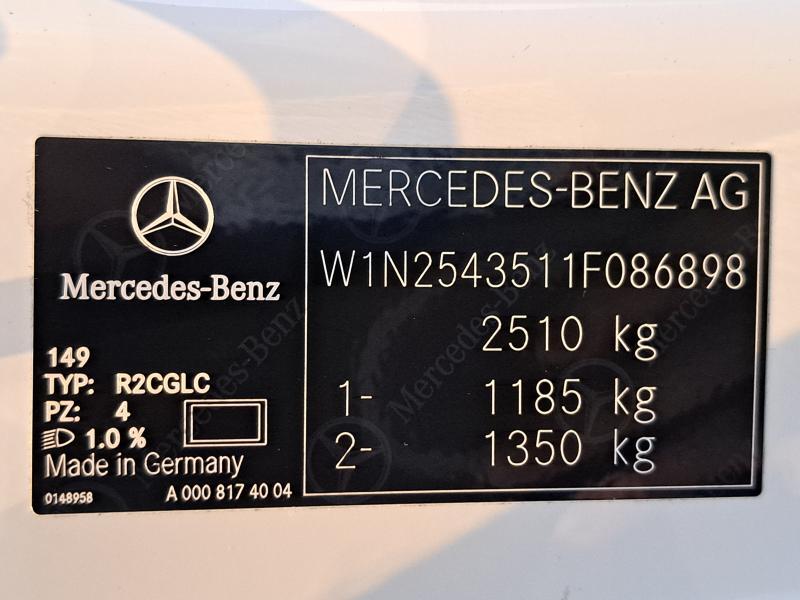 Mercedes-Benz
149
TYP: R2CGLC
PZ: 4
1.0 %
Made in Germany
0148958 A 000 817 40 04
MERCEDES-BENZ AG
W1N2543511F086898
2510 kg
1- 1185 kg
2- 1350 kg